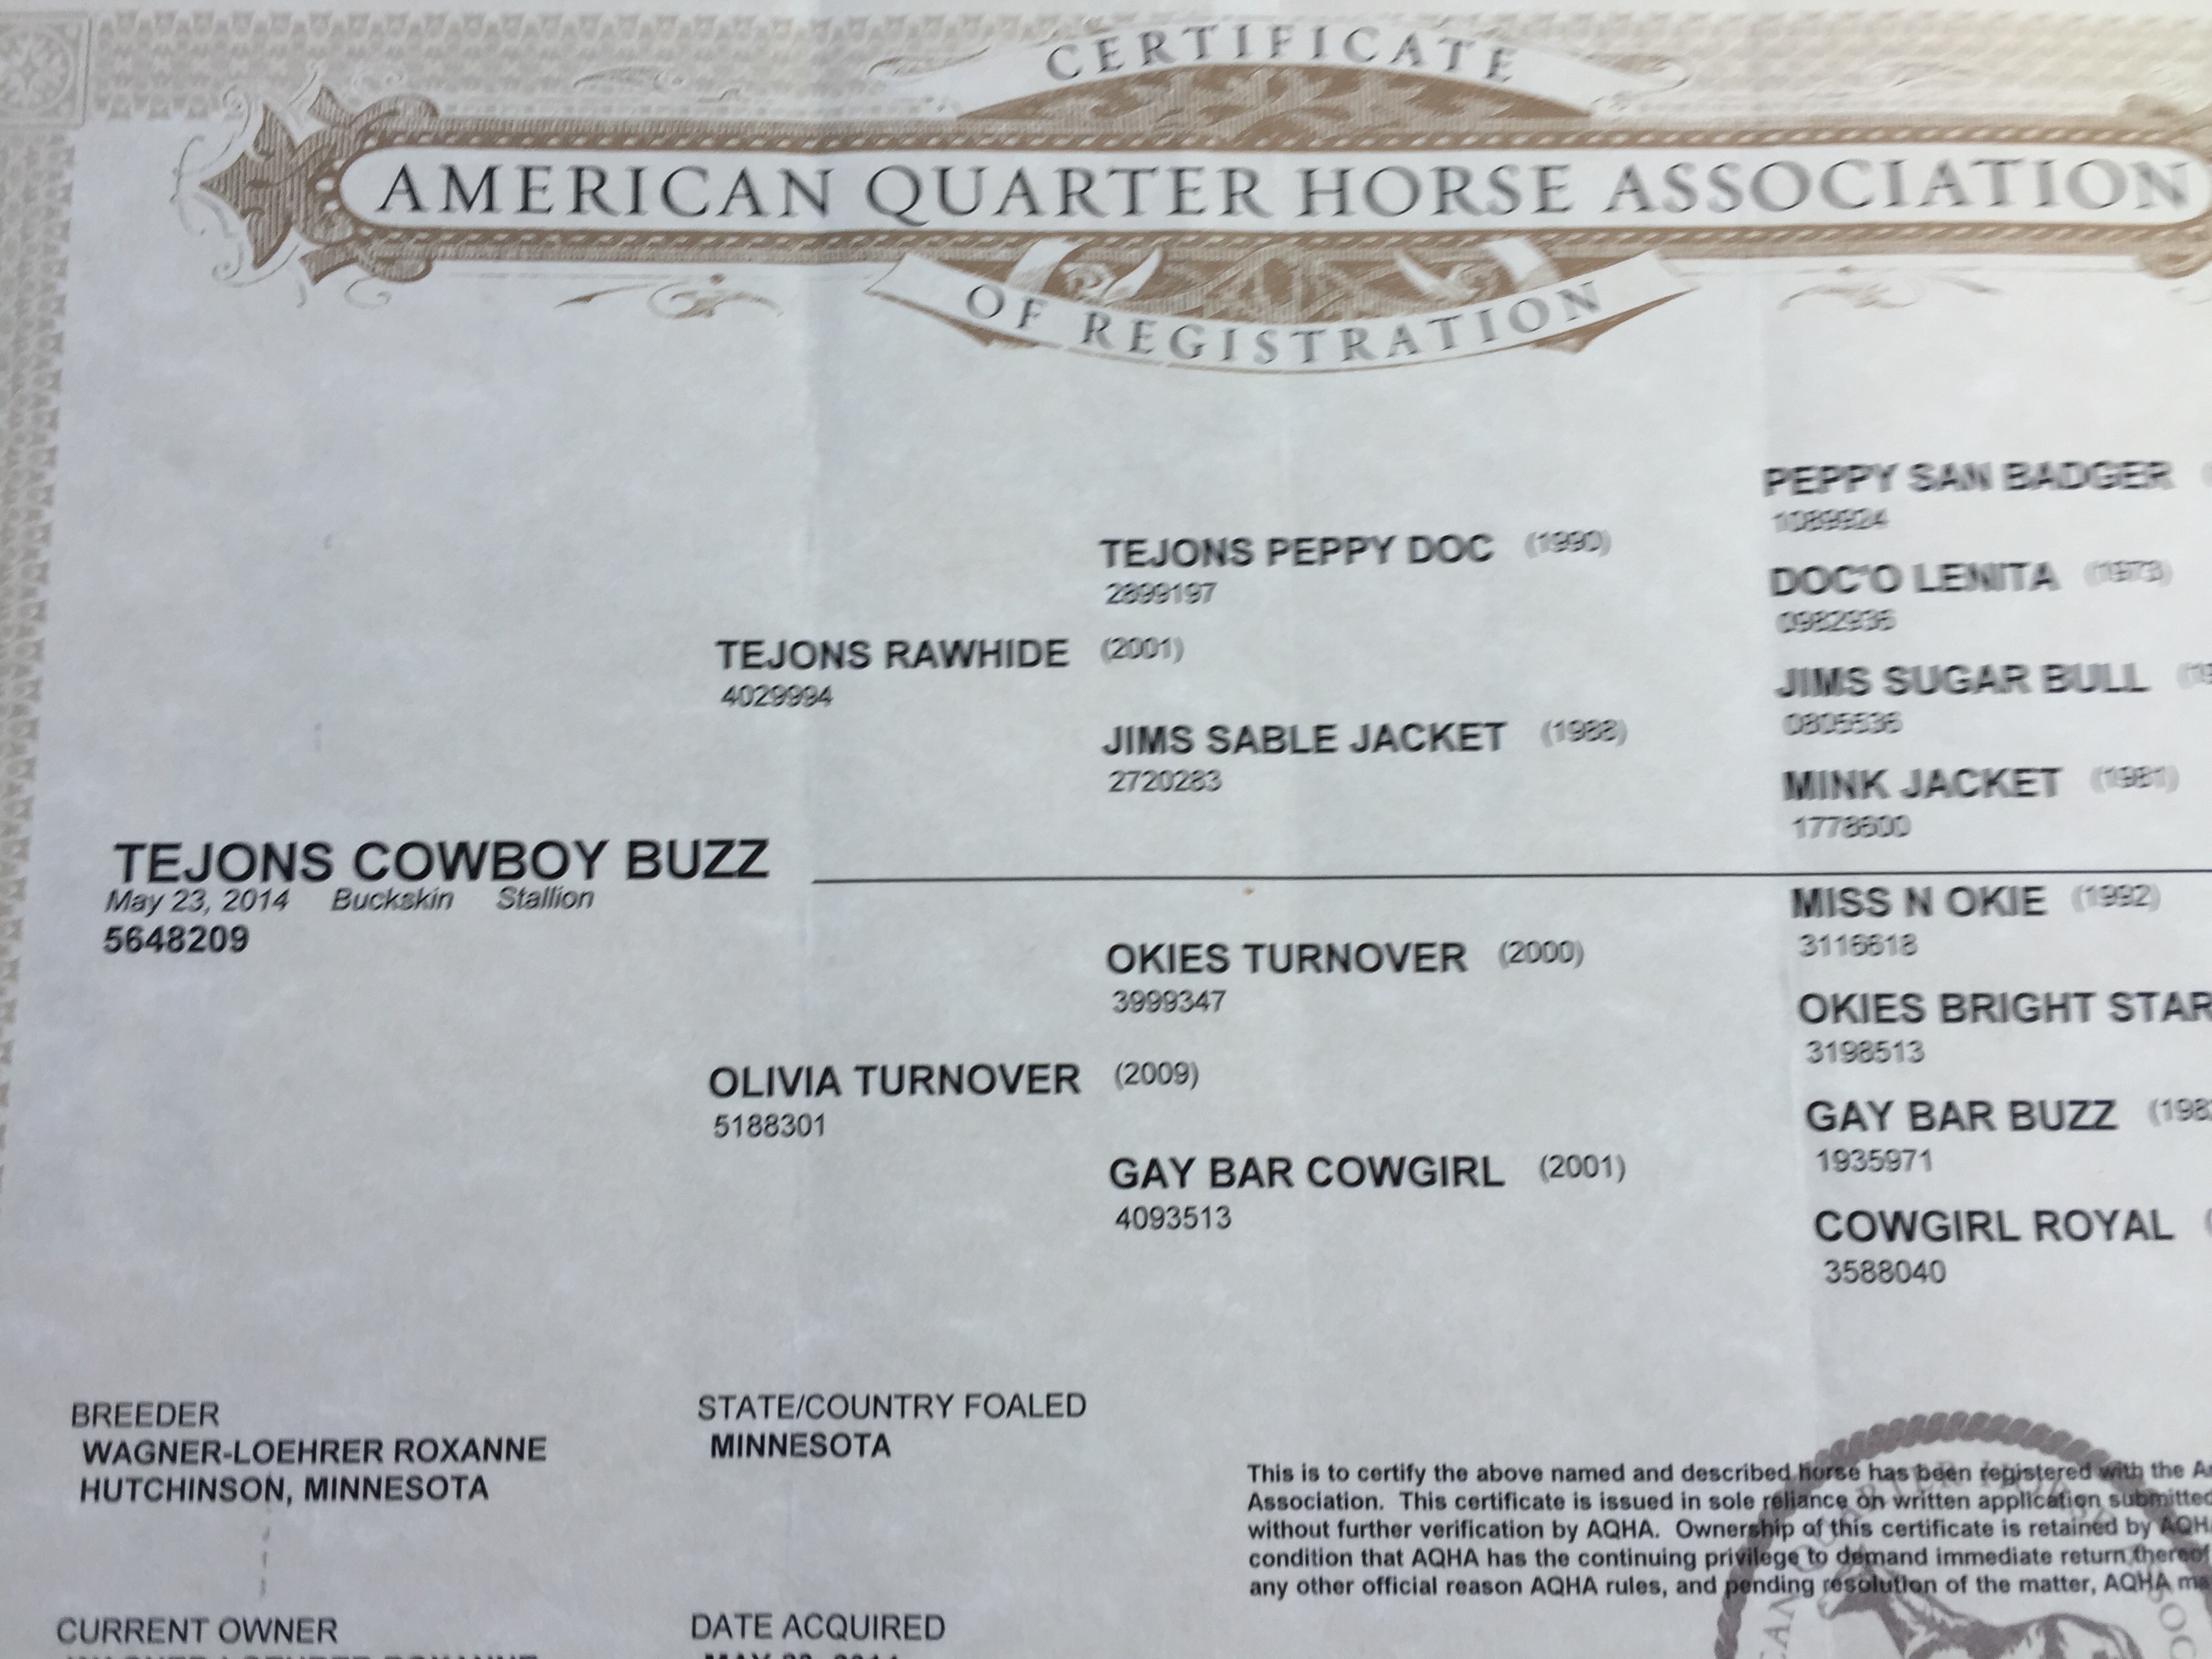 CERTIFICATE
AMERICAN QUARTER HORSE ASSOCIATION
OF REGISTRATION
PEPPY SAN BADGER
1089924
TEJONS PEPPY DOC (1990)
2899197
DOC'O LENITA (1973)
0982936
TEJONS RAWHIDE (2001)
4029994
JIMS SUGAR BULL
0805536
JIMS SABLE JACKET (1988)
2720283
MINK JACKET (1981)
1778600
TEJONS COWBOY BUZZ
May 23, 2014 Buckskin Stallion
5648209
MISS N OKIE (1992)
3116618
OKIES TURNOVER (2000)
3999347
OKIES BRIGHT STAR
3198513
OLIVIA TURNOVER (2009)
5188301
GAY BAR BUZZ
1935971
GAY BAR COWGIRL (2001)
4093513
COWGIRL ROYAL
3588040
BREEDER
WAGNER-LOEHRER ROXANNE
HUTCHINSON, MINNESOTA
STATE/COUNTRY FOALED
MINNESOTA
This is to certify the above named and described horse has been registered with the
Association. This certificate is issued in sole reliance on written application submitted
without further verification by AQHA. Ownership of this certificate is retained by AQHA
condition that AQHA has the continuing privilege to demand immediate return thereof
any other official reason AQHA rules, and pending resolution of the matter, AQHA
CURRENT OWNER
DATE ACQUIRED